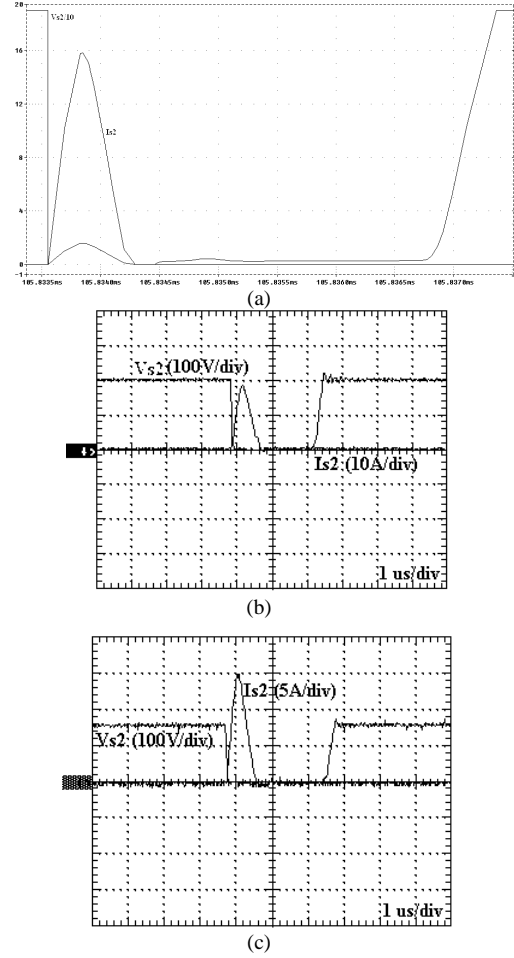 20
Vs2/10
16
Is2
12
8
4
0
-1
105.8335ms 105.8340ms 105.8345ms 105.8350ms 105.8355ms 105.8360ms 105.8365ms 105.8370ms
(a)
Vs2 (100V/div)
4>
Is2 (10A/div)
1 us/div
(b)
Is2 (5A/div)
Vs2 (100V/div)
1 us/div
(c)